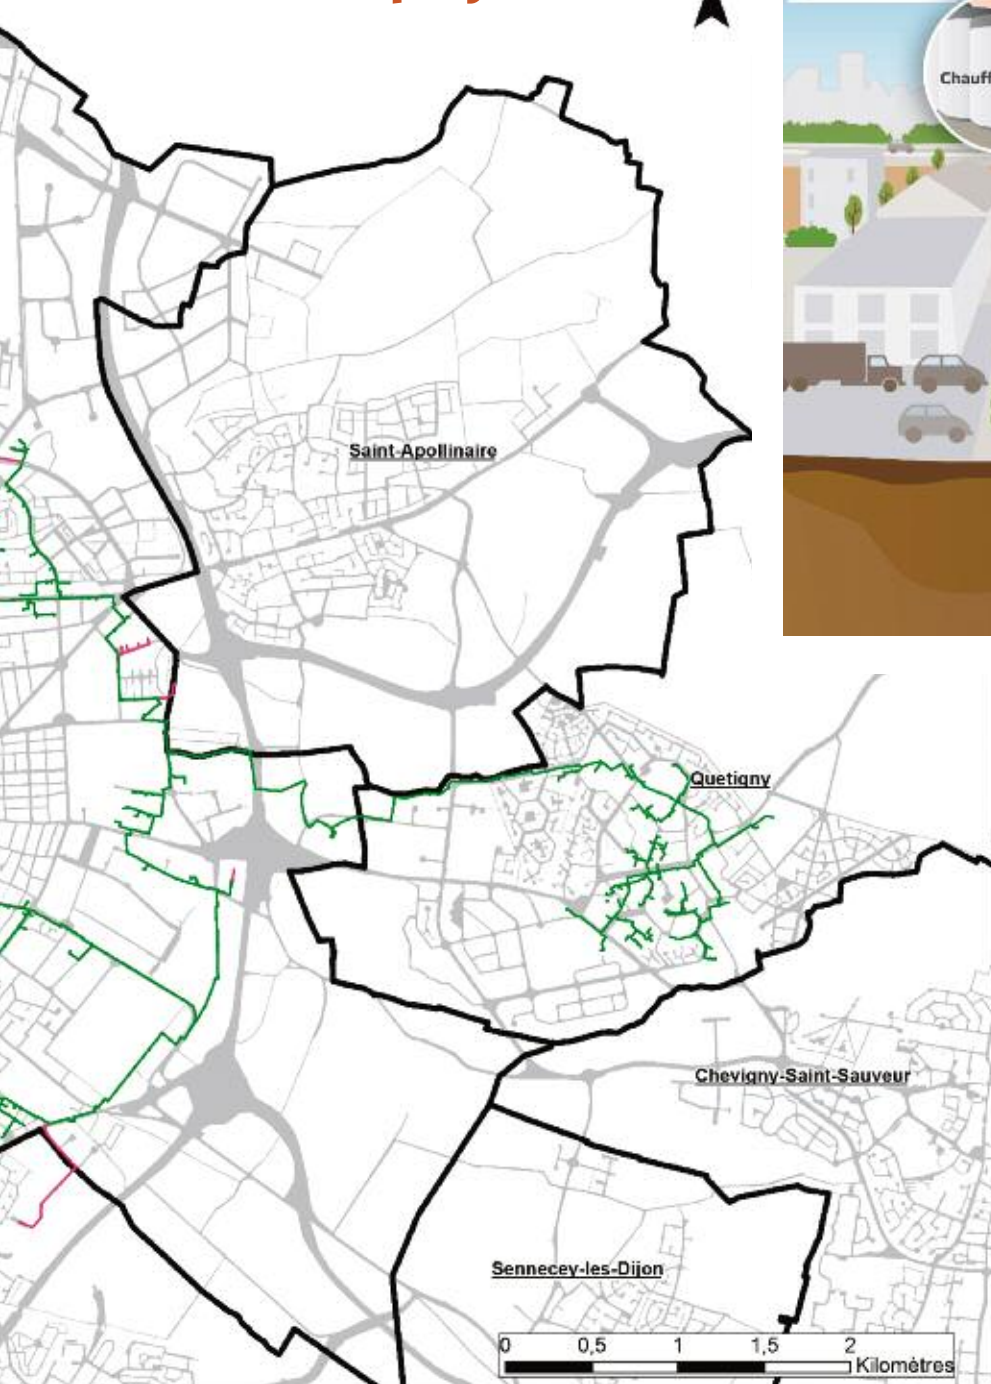 Saint-Apollinaire
Quetigny
Chevigny-Saint-Sauveur
Sennecey-les-Dijon
0 0,5 1 1,5 2
Kilomètres